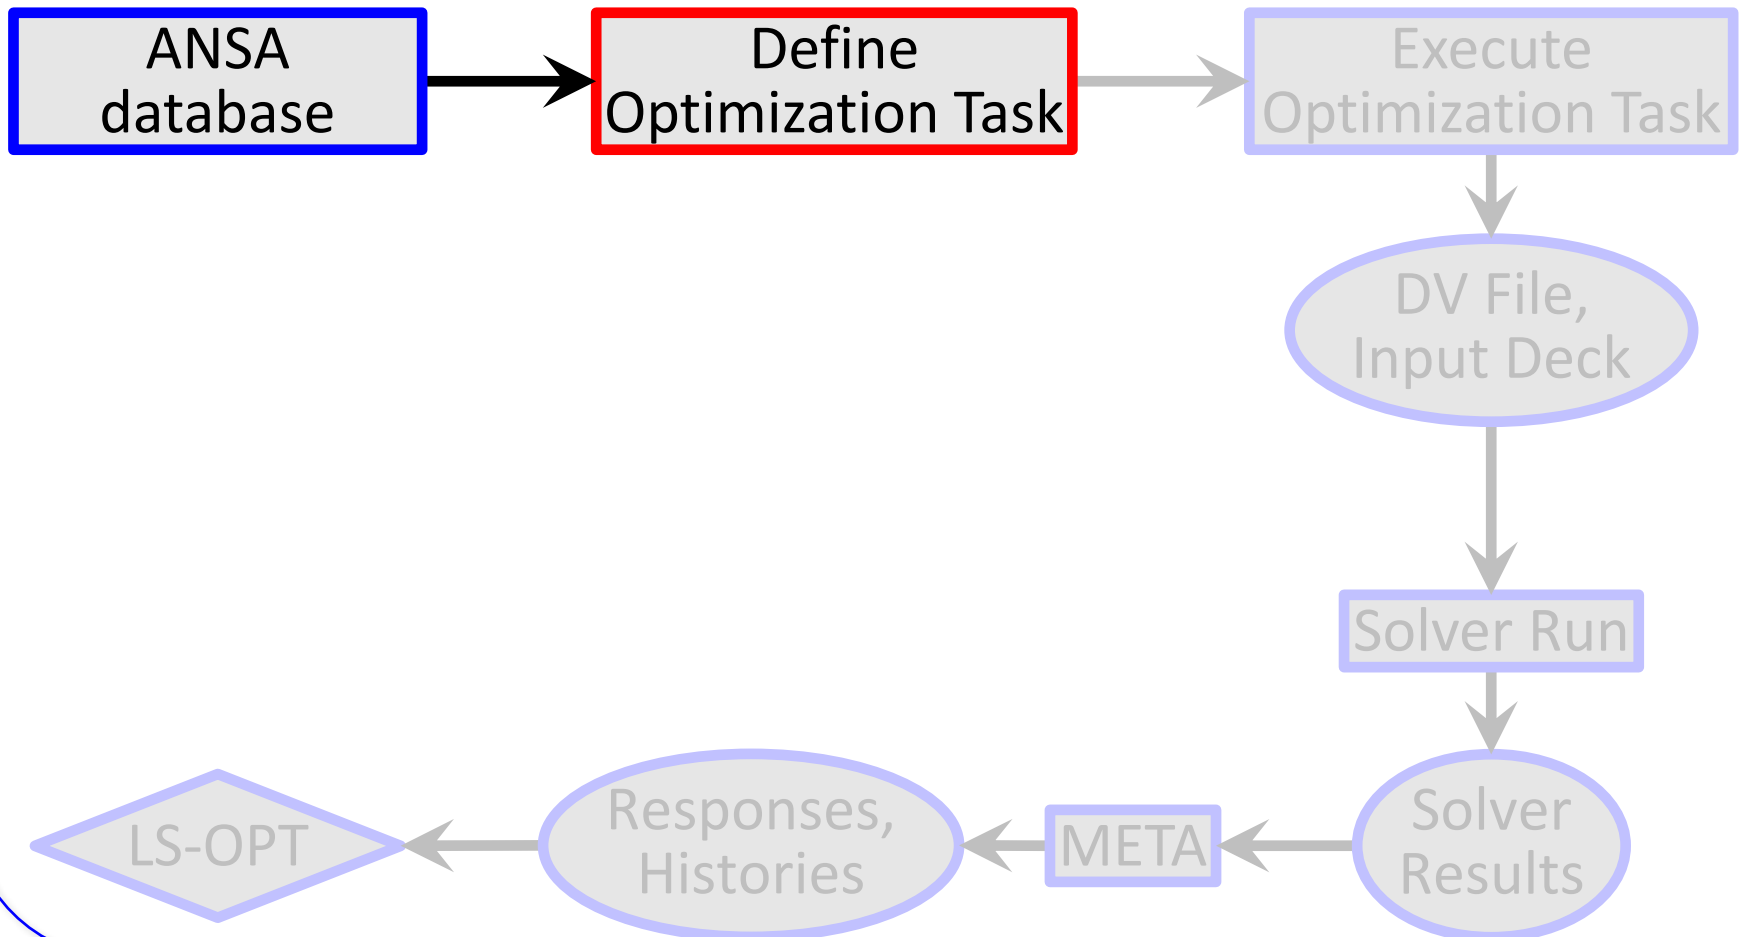 ANSA
database
Define
Optimization Task
Execute
Optimization Task
DV File,
Input Deck
Solver Run
Solver
Results
META
Responses,
Histories
LS-OPT